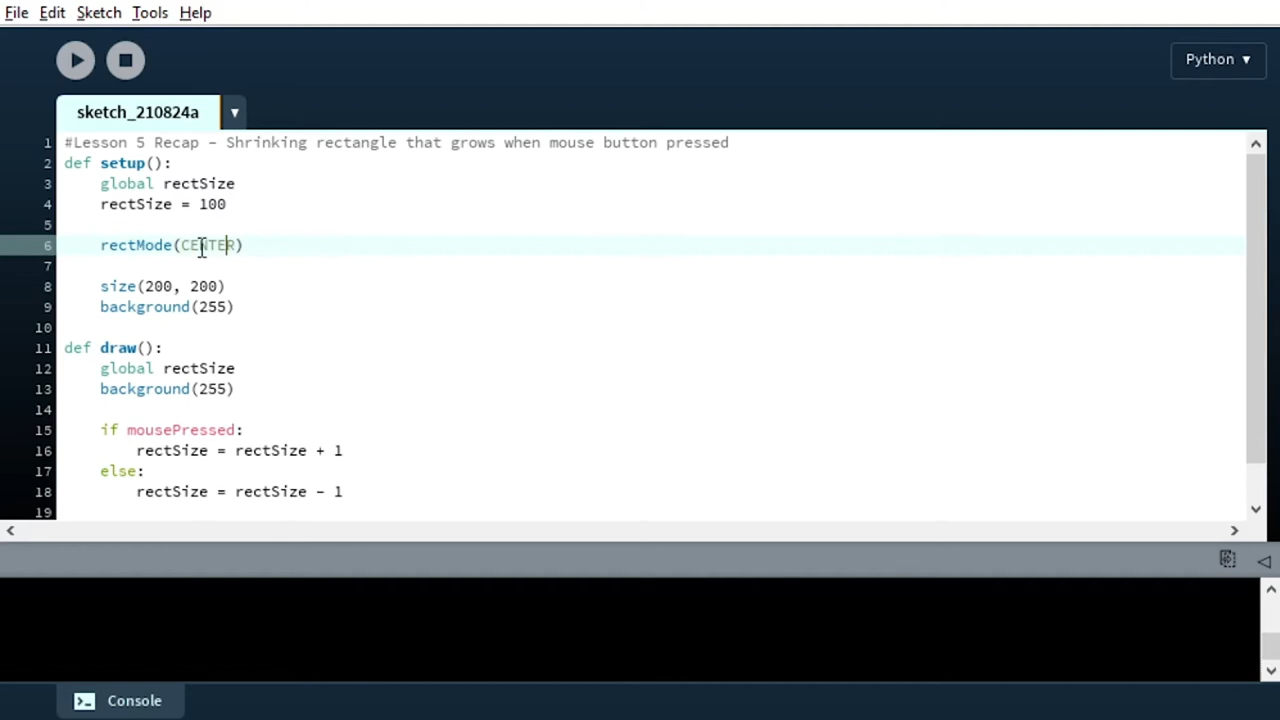 File Edit Sketch Tools Help
Python ▾
sketch_210824a ▾
1 #Lesson 5 Recap – Shrinking rectangle that grows when mouse button pressed
2 def setup():
3     global rectSize
4     rectSize = 100
5
6     rectMode(CENTER)
7
8     size(200, 200)
9     background(255)
10
11 def draw():
12     global rectSize
13     background(255)
14
15     if mousePressed:
16         rectSize = rectSize + 1
17     else:
18         rectSize = rectSize - 1
19
Console